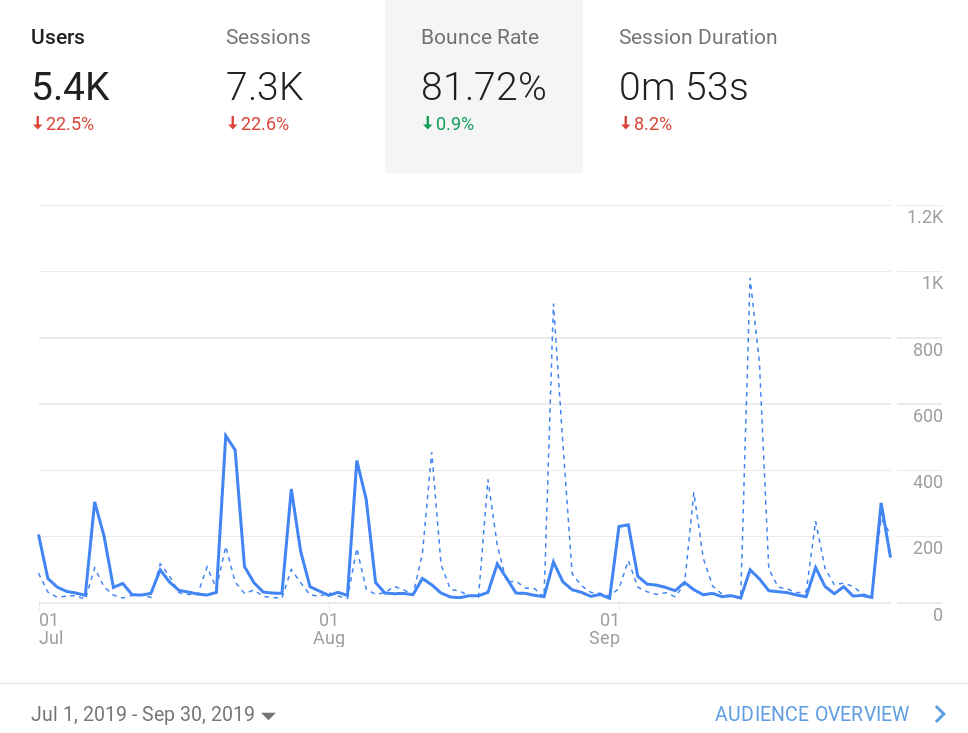 Users Sessions Bounce Rate Session Duration
5.4K 7.3K 81.72% 0m 53s
22.5% 22.6% 0.9% 8.2%
1.2K
1K
800
600
400
200
0
01 01 01
Jul Aug Sep
Jul 1, 2019 - Sep 30, 2019 AUDIENCE OVERVIEW